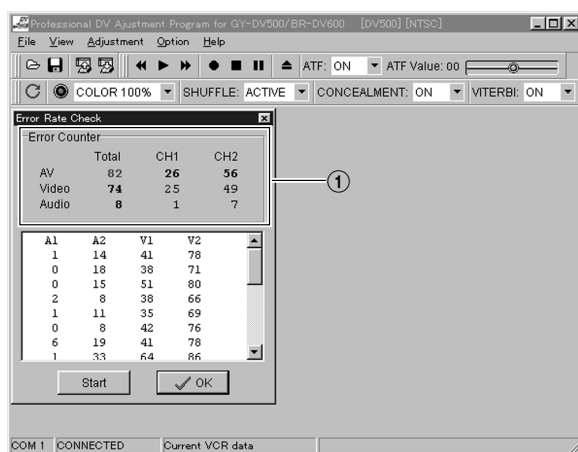 Professional DV Ajustment Program for GY-DV500/BR-DV600 [DV500] [NTSC]
File View Adjustment Option Help
ATF: ON ATF Value: 00
COLOR 100% SHUFFLE: ACTIVE CONCEALMENT: ON VITERBI: ON
Error Rate Check
Error Counter
Total CH1 CH2
AV 82 26 56
Video 74 25 49
Audio 8 1 7
1
A1 A2 V1 V2
1 14 41 78
0 18 38 71
0 15 51 80
2 8 38 66
1 11 35 69
0 8 42 76
6 19 41 78
1 33 64 86
Start OK
COM 1 CONNECTED Current VCR data